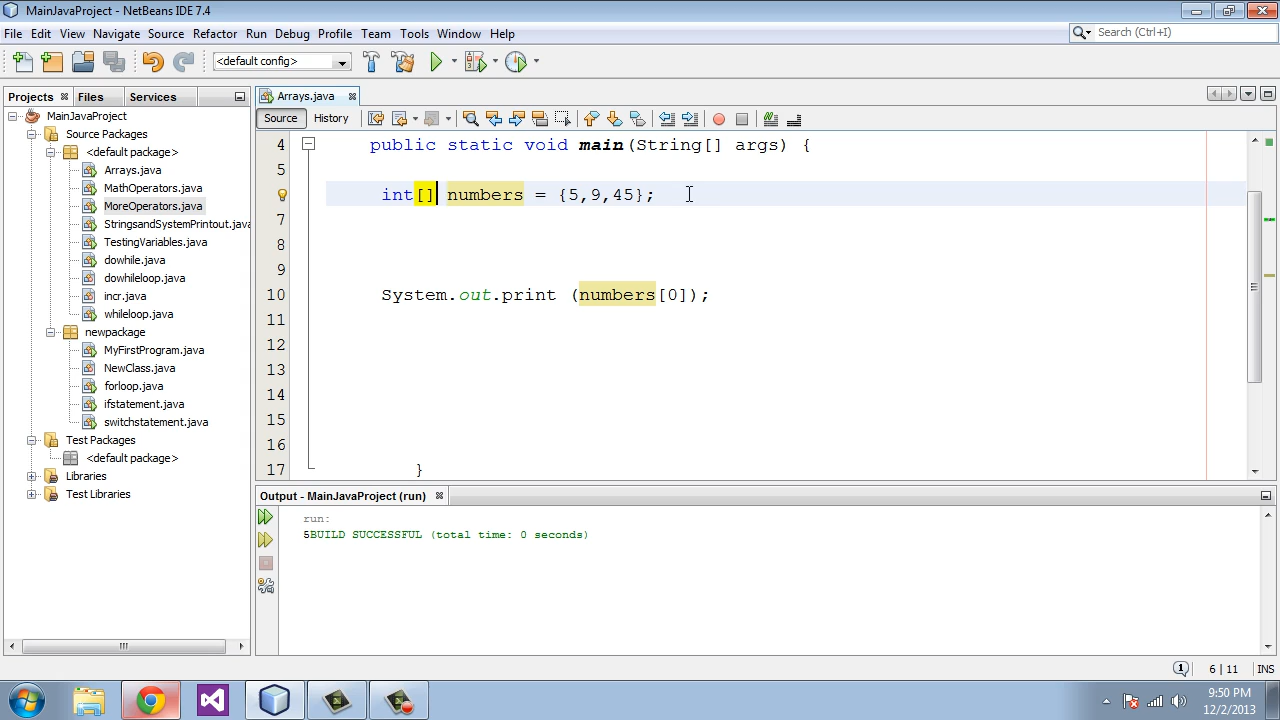 MainJavaProject - NetBeans IDE 7.4
File Edit View Navigate Source Refactor Run Debug Profile Team Tools Window Help
Search (Ctrl+I)
<default config>
Projects Files Services
Arrays.java
MainJavaProject
Source Packages
<default package>
Arrays.java
MathOperators.java
MoreOperators.java
StringsandSystemPrintout.java
TestingVariables.java
dowhile.java
dowhileloop.java
incr.java
whileloop.java
newpackage
MyFirstProgram.java
NewClass.java
forloop.java
ifstatement.java
switchstatement.java
Test Packages
<default package>
Libraries
Test Libraries
Source History
4 public static void main(String[] args) {
5
int[] numbers = {5,9,45};
7
8
9
10 System.out.print (numbers[0]);
11
12
13
14
15
16
17 }
Output - MainJavaProject (run)
run:
5BUILD SUCCESSFUL (total time: 0 seconds)
1 6 | 11 INS
9:50 PM
12/2/2013